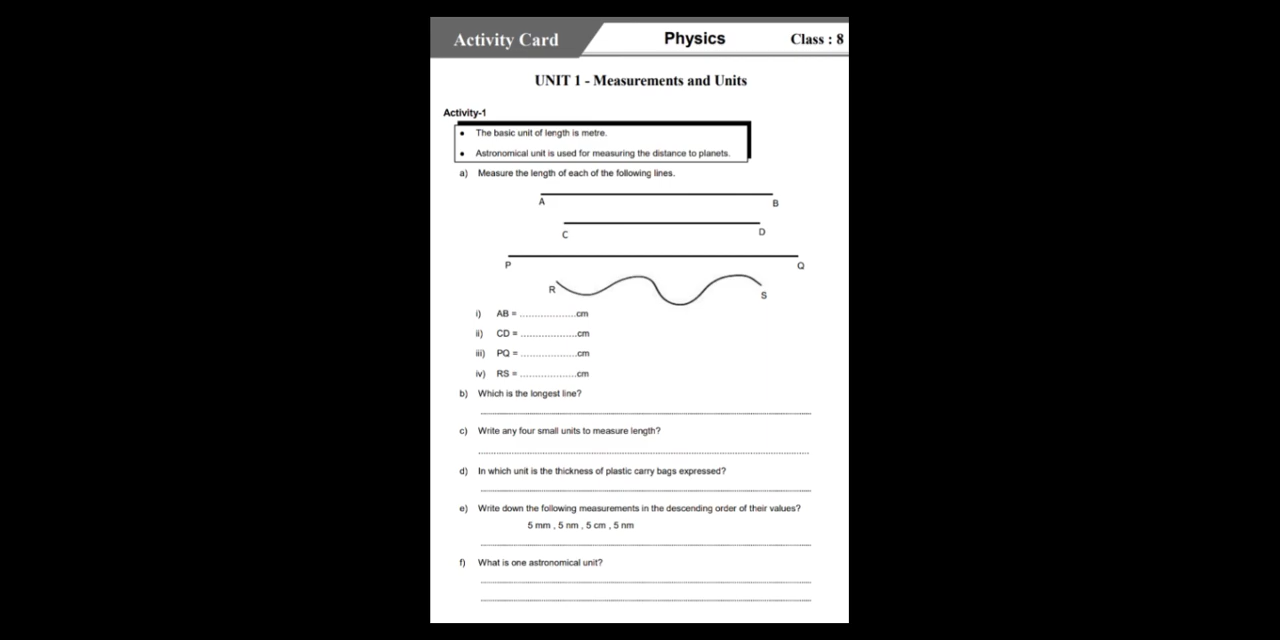 Activity Card
Physics
Class : 8
UNIT 1 - Measurements and Units
Activity-1
• The basic unit of length is metre.
• Astronomical unit is used for measuring the distance to planets.
a) Measure the length of each of the following lines.
A B
C D
P Q
R S
i) AB = ...................cm
ii) CD = ...................cm
iii) PQ = ...................cm
iv) RS = ...................cm
b) Which is the longest line?
c) Write any four small units to measure length?
d) In which unit is the thickness of plastic carry bags expressed?
e) Write down the following measurements in the descending order of their values?
5 mm , 5 nm , 5 cm , 5 nm
f) What is one astronomical unit?